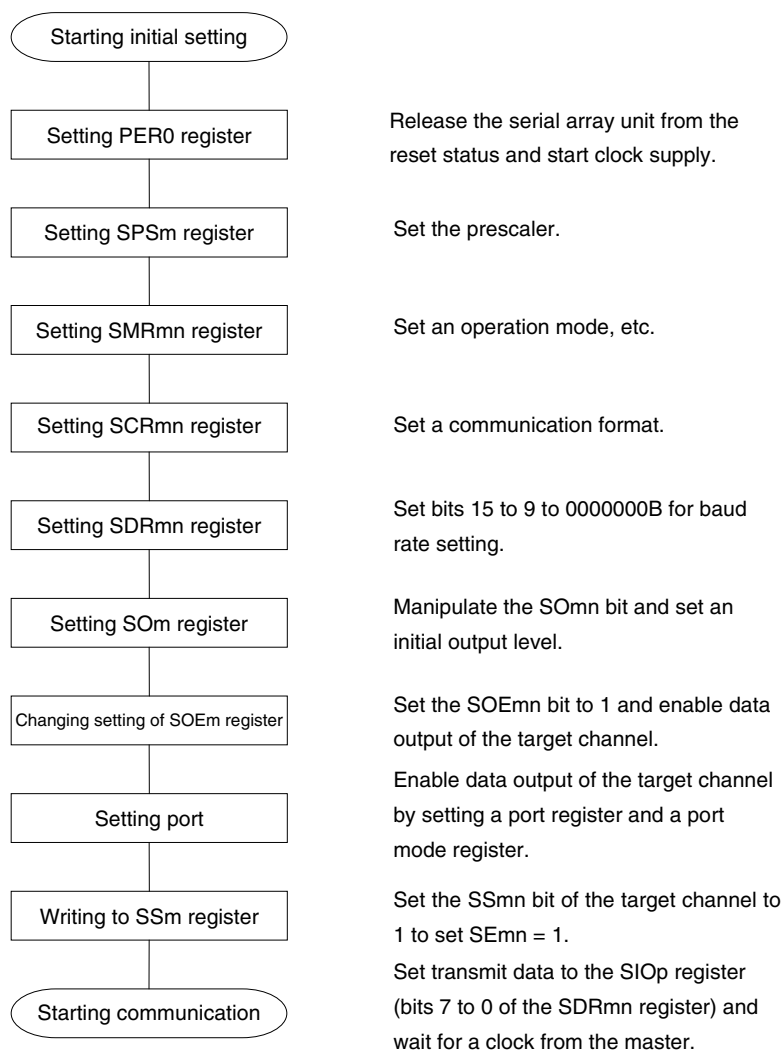 Starting initial setting
Setting PER0 register
Release the serial array unit from the
reset status and start clock supply.
Setting SPSm register
Set the prescaler.
Setting SMRmn register
Set an operation mode, etc.
Setting SCRmn register
Set a communication format.
Setting SDRmn register
Set bits 15 to 9 to 0000000B for baud
rate setting.
Setting SOm register
Manipulate the SOmn bit and set an
initial output level.
Changing setting of SOEm register
Set the SOEmn bit to 1 and enable data
output of the target channel.
Setting port
Enable data output of the target channel
by setting a port register and a port
mode register.
Writing to SSm register
Set the SSmn bit of the target channel to
1 to set SEmn = 1.
Starting communication
Set transmit data to the SIOp register
(bits 7 to 0 of the SDRmn register) and
wait for a clock from the master.